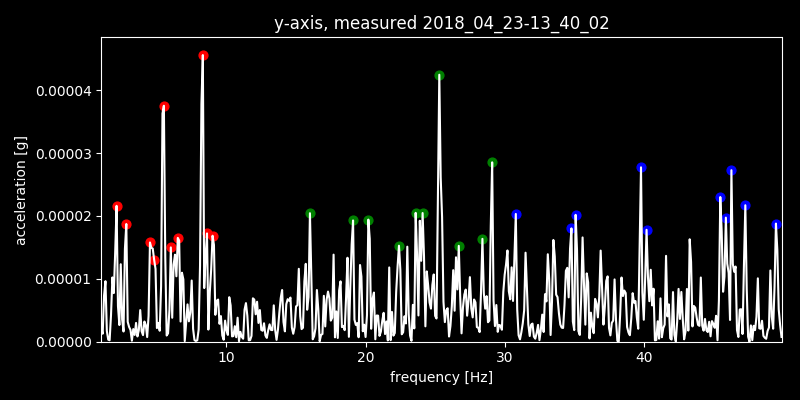 y-axis, measured 2018_04_23-13_40_02
0.00004
0.00003
0.00002
0.00001
0.00000
acceleration [g]
10 20 30 40
frequency [Hz]